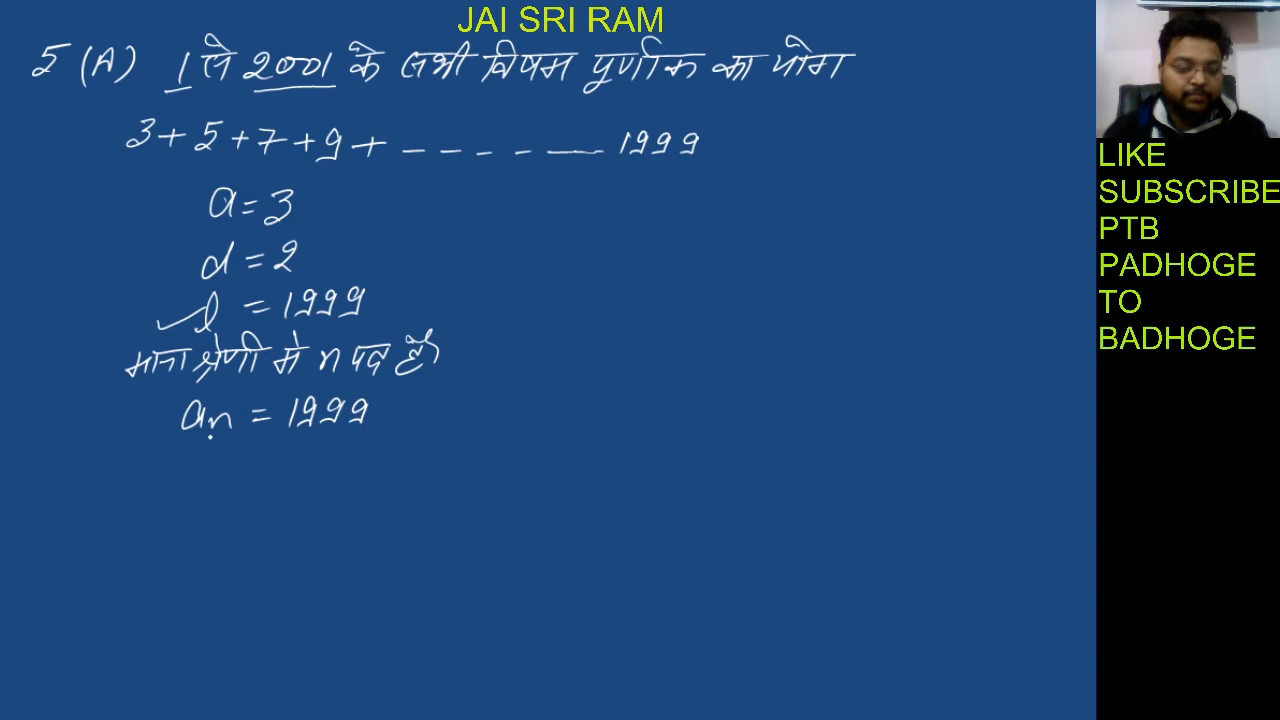 JAI SRI RAM
5 (A) 1 से 2001 के सभी विषम पूर्णांक का योग
3+5+7+9+ _ _ _ _ _ 1999
a=3
d=2
l=1999
माना श्रेणी मे n पद है
an=1999
LIKE
SUBSCRIBE
PTB
PADHOGE
TO
BADHOGE